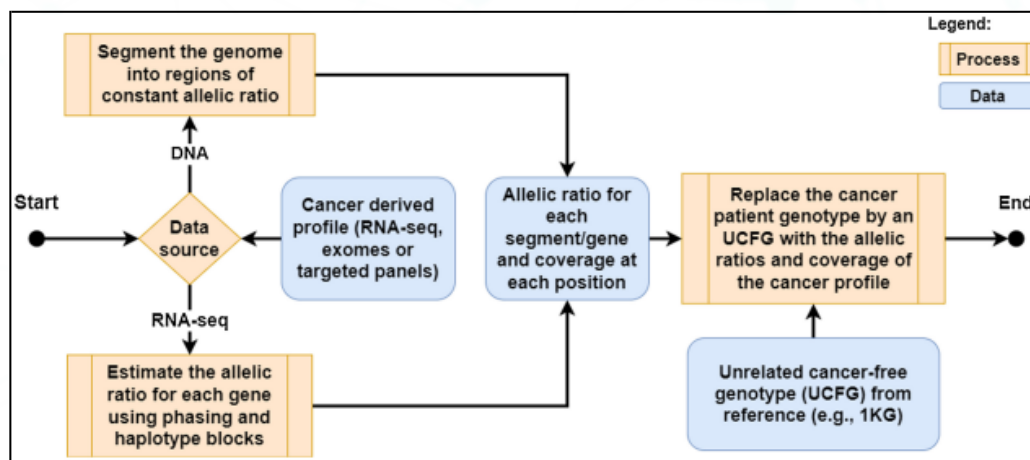 Legend:
Process
Data
Segment the genome
into regions of
constant allelic ratio
DNA
Start
Data
source
Cancer derived
profile (RNA-seq,
exomes or
targeted panels)
Allelic ratio for
each
segment/gene
and coverage at
each position
Replace the cancer
patient genotype by an
UCFG with the allelic
ratios and coverage of
the cancer profile
End
RNA-seq
Estimate the allelic
ratio for each gene
using phasing and
haplotype blocks
Unrelated cancer-free
genotype (UCFG) from
reference (e.g., 1KG)